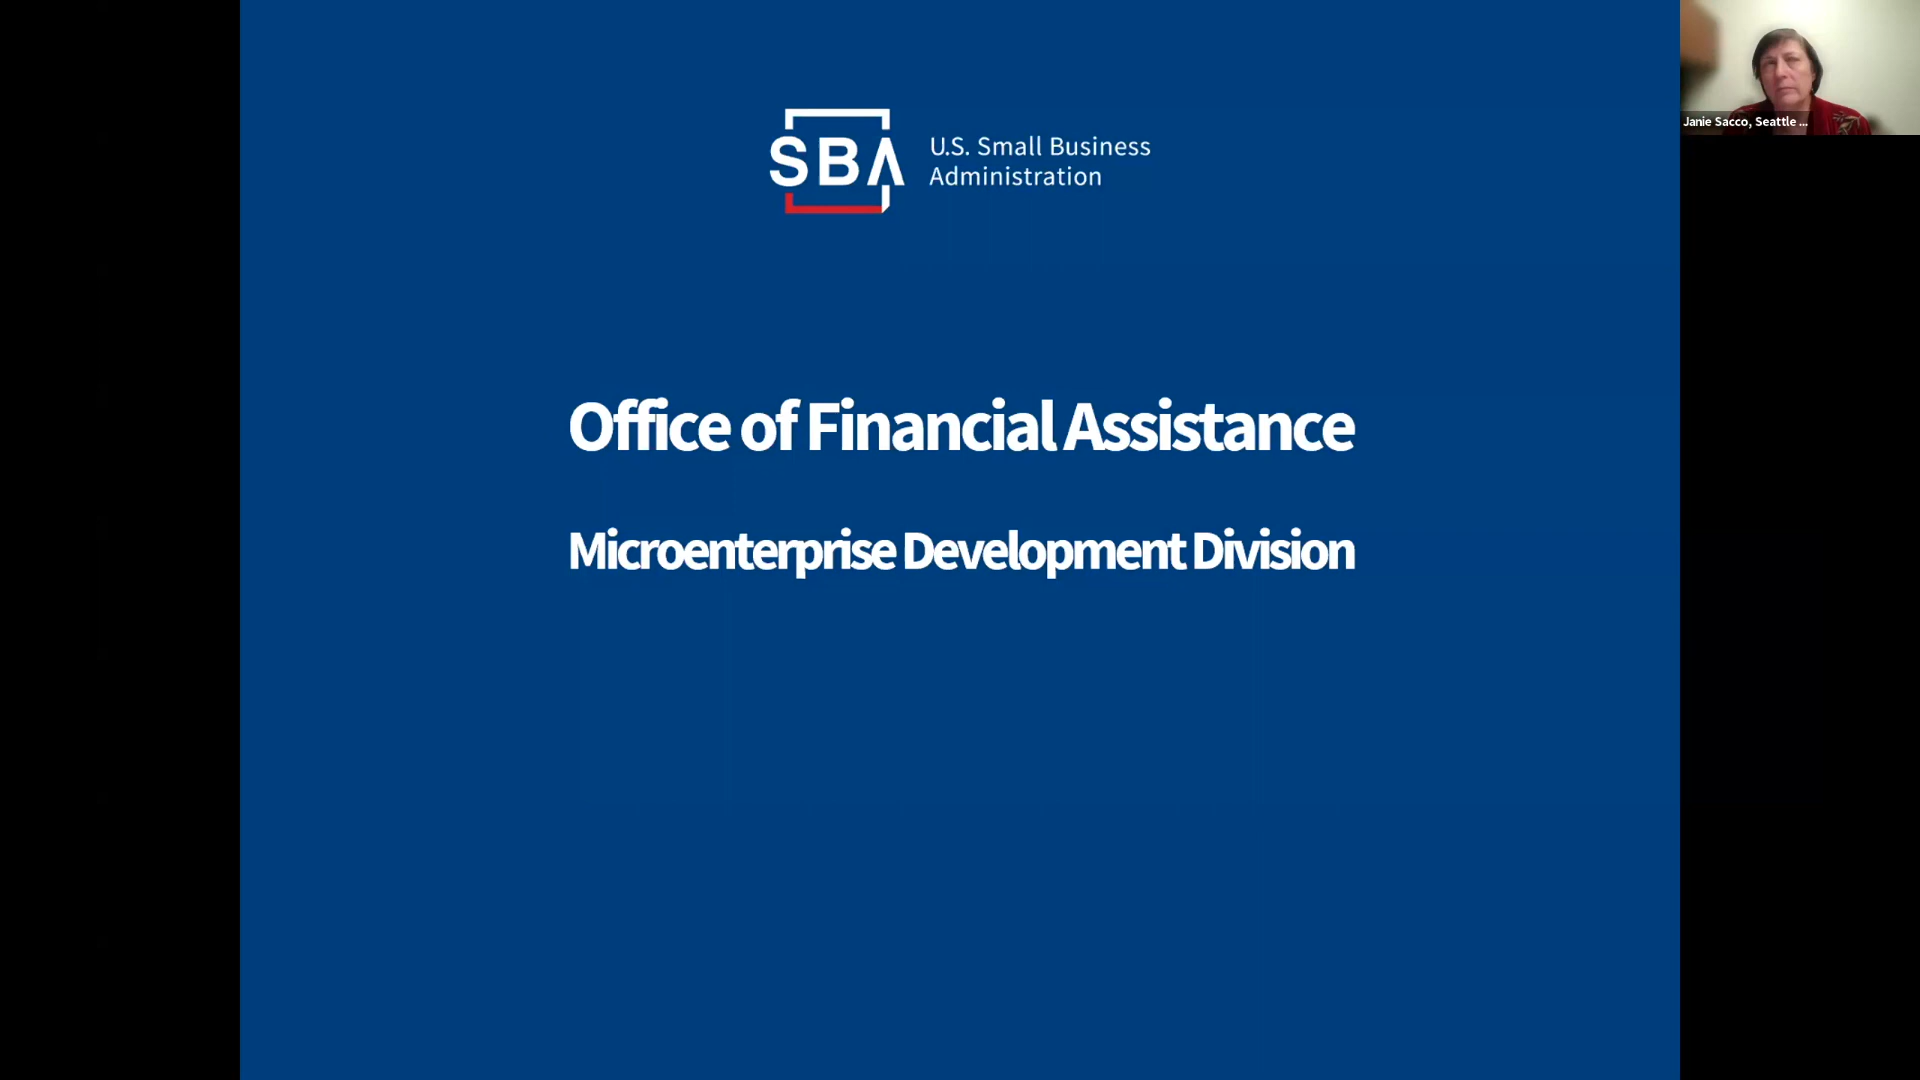 SBA
U.S. Small Business
Administration
Janie Sacco, Seattle ...
Office of Financial Assistance
Microenterprise Development Division